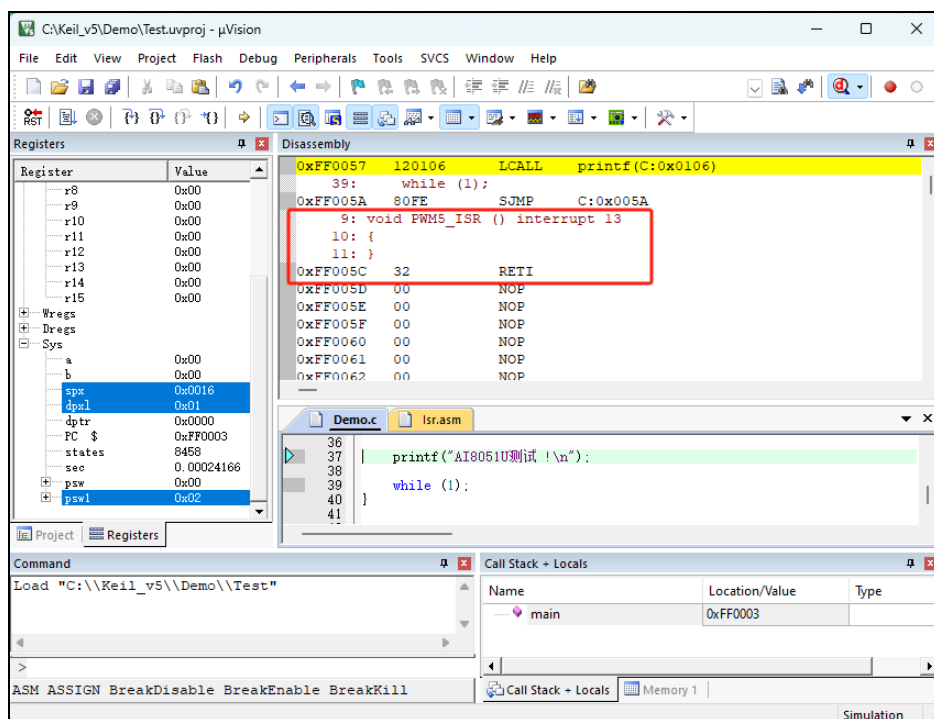 C:\Keil_v5\Demo\Test.uvproj - µVision
File Edit View Project Flash Debug Peripherals Tools SVCS Window Help
RST
Registers
Register Value
r8 0x00
r9 0x00
r10 0x00
r11 0x00
r12 0x00
r13 0x00
r14 0x00
r15 0x00
Wregs
Dregs
Sys
a 0x00
b 0x00
spx 0x0016
dpxl 0x01
dptr 0x0000
PC $ 0xFF0003
states 8458
sec 0.00024166
psw 0x00
psw1 0x02
Project Registers
Disassembly
0xFF0057 120106 LCALL printf(C:0x0106)
39: while (1);
0xFF005A 80FE SJMP C:0x005A
9: void PWM5_ISR () interrupt 13
10: {
11: }
0xFF005C 32 RETI
0xFF005D 00 NOP
0xFF005E 00 NOP
0xFF005F 00 NOP
0xFF0060 00 NOP
0xFF0061 00 NOP
0xFF0062 00 NOP
Demo.c Isr.asm
36
37 printf("AI8051U测试 !\n");
38
39 while (1);
40 }
41
Command
Load "C:\\Keil_v5\\Demo\\Test"
>
ASM ASSIGN BreakDisable BreakEnable BreakKill
Call Stack + Locals
Name Location/Value Type
main 0xFF0003
Call Stack + Locals Memory 1
Simulation